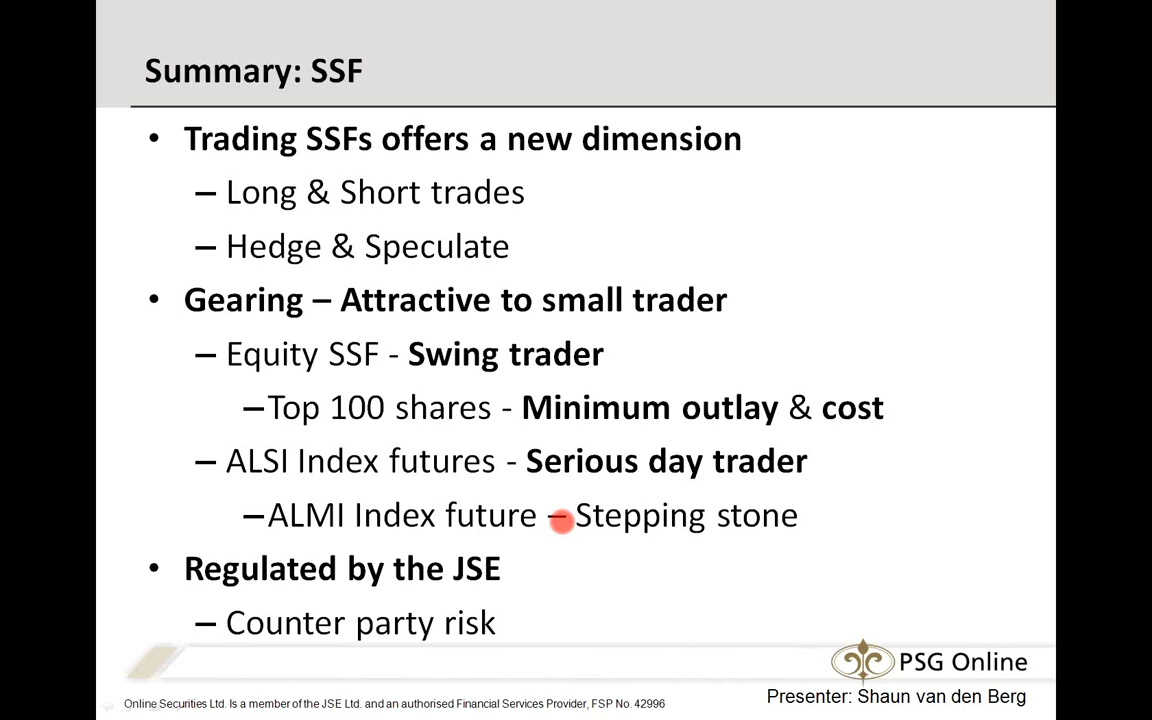 Summary: SSF
• Trading SSFs offers a new dimension
– Long & Short trades
– Hedge & Speculate
• Gearing – Attractive to small trader
– Equity SSF - Swing trader
–Top 100 shares - Minimum outlay & cost
– ALSI Index futures - Serious day trader
–ALMI Index future – Stepping stone
• Regulated by the JSE
– Counter party risk
PSG Online
Presenter: Shaun van den Berg
Online Securities Ltd. Is a member of the JSE Ltd. and an authorised Financial Services Provider, FSP No. 42996